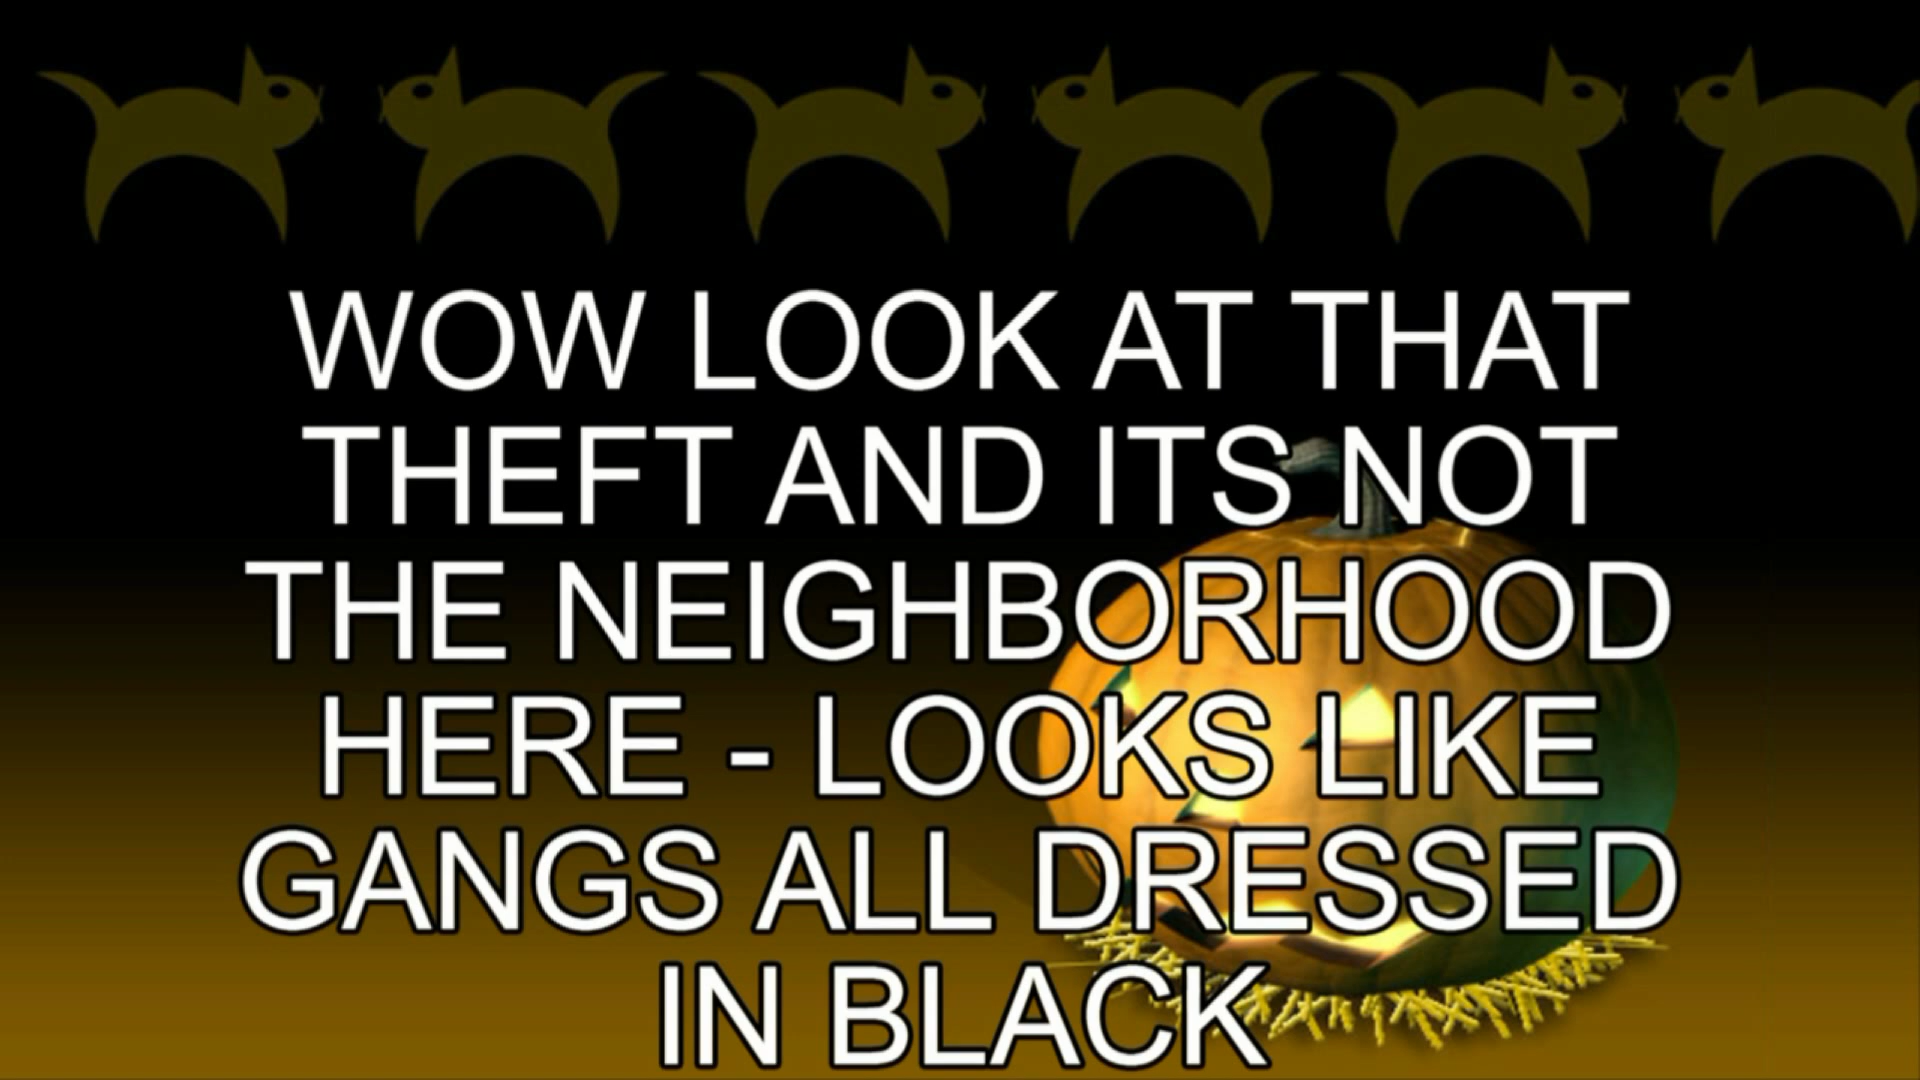 WOW LOOK AT THAT
THEFT AND ITS NOT
THE NEIGHBORHOOD
HERE - LOOKS LIKE
GANGS ALL DRESSED
IN BLACK